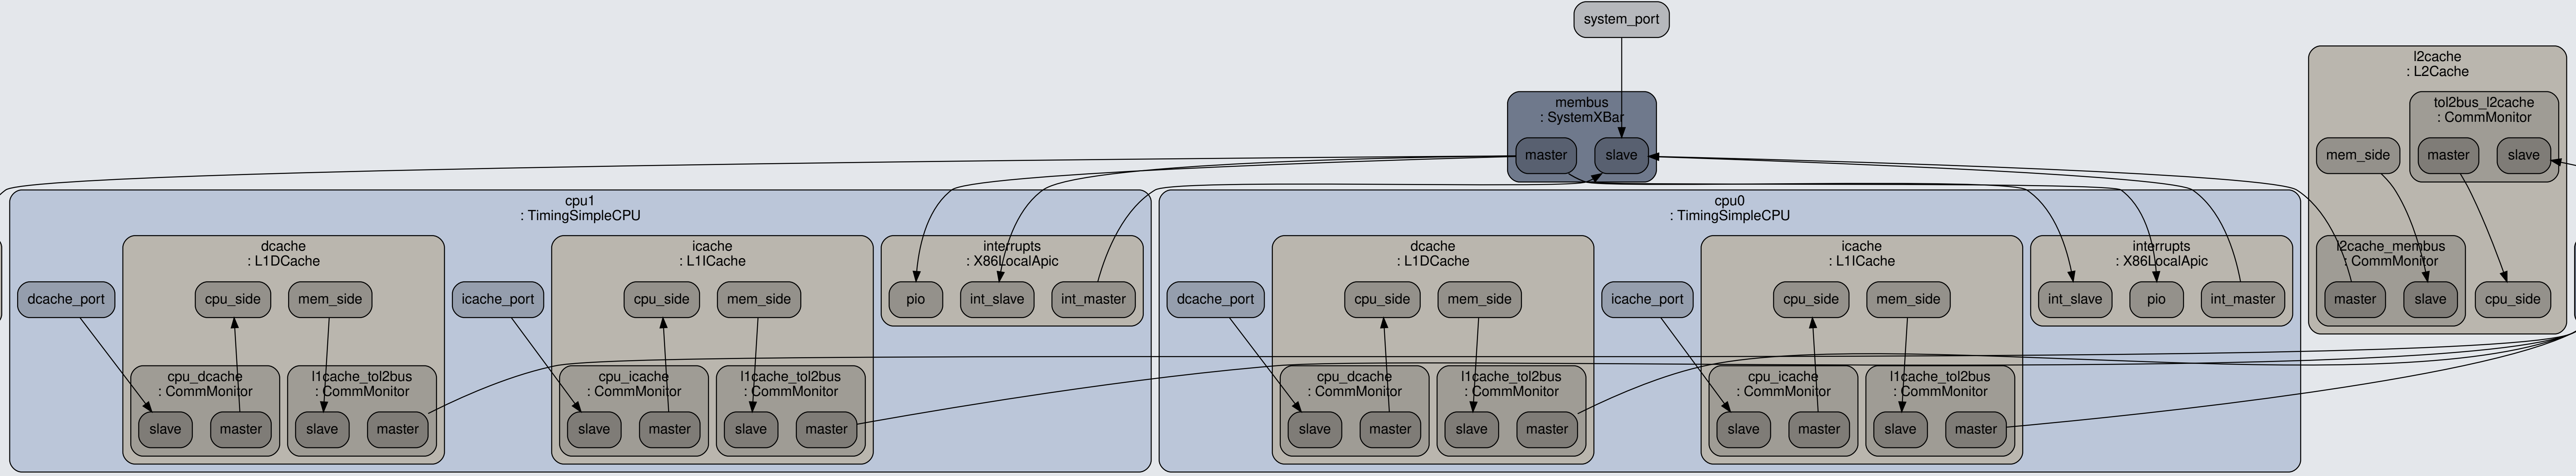 system_port
membus
: SystemXBar
master
slave
l2cache
: L2Cache
tol2bus_l2cache
: CommMonitor
mem_side
master
slave
l2cache_membus
: CommMonitor
master
slave
cpu_side
cpu1
: TimingSimpleCPU
dcache_port
dcache
: L1DCache
cpu_side
mem_side
cpu_dcache
: CommMonitor
slave
master
l1cache_tol2bus
: CommMonitor
slave
master
icache_port
icache
: L1ICache
cpu_side
mem_side
cpu_icache
: CommMonitor
slave
master
l1cache_tol2bus
: CommMonitor
slave
master
interrupts
: X86LocalApic
pio
int_slave
int_master
cpu0
: TimingSimpleCPU
dcache_port
dcache
: L1DCache
cpu_side
mem_side
cpu_dcache
: CommMonitor
slave
master
l1cache_tol2bus
: CommMonitor
slave
master
icache_port
icache
: L1ICache
cpu_side
mem_side
cpu_icache
: CommMonitor
slave
master
l1cache_tol2bus
: CommMonitor
slave
master
interrupts
: X86LocalApic
int_slave
pio
int_master